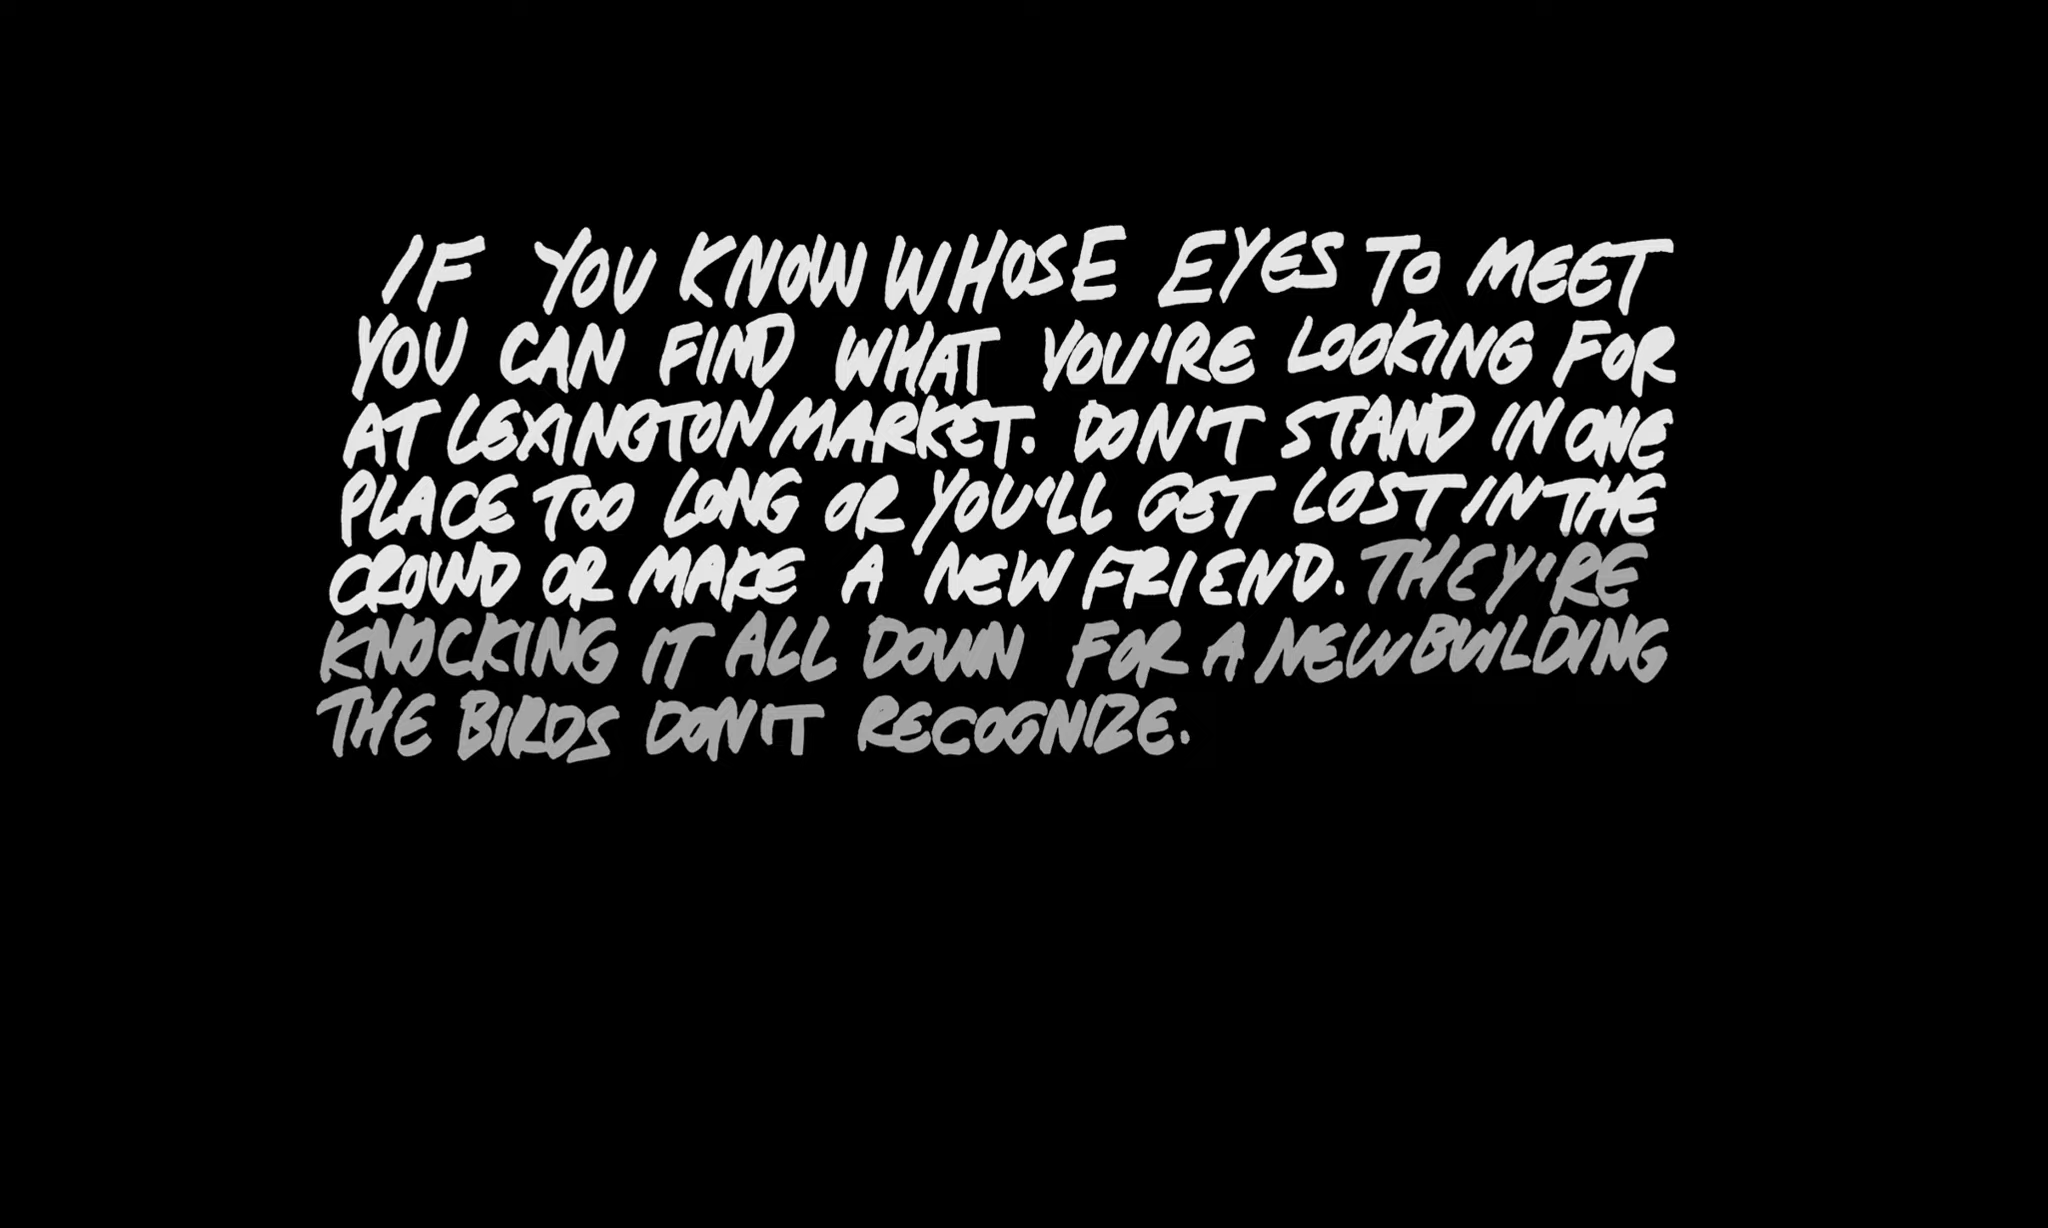 IF YOU KNOW WHOSE EYES TO MEET
YOU CAN FIND WHAT YOU'RE LOOKING FOR
AT LEXINGTON MARKET. DON'T STAND IN ONE
PLACE TOO LONG OR YOU'LL GET LOST IN THE
CROWD OR MAKE A NEW FRIEND. THEY'RE
KNOCKING IT ALL DOWN FOR A NEW BUILDING
THE BIRDS DON'T RECOGNIZE.